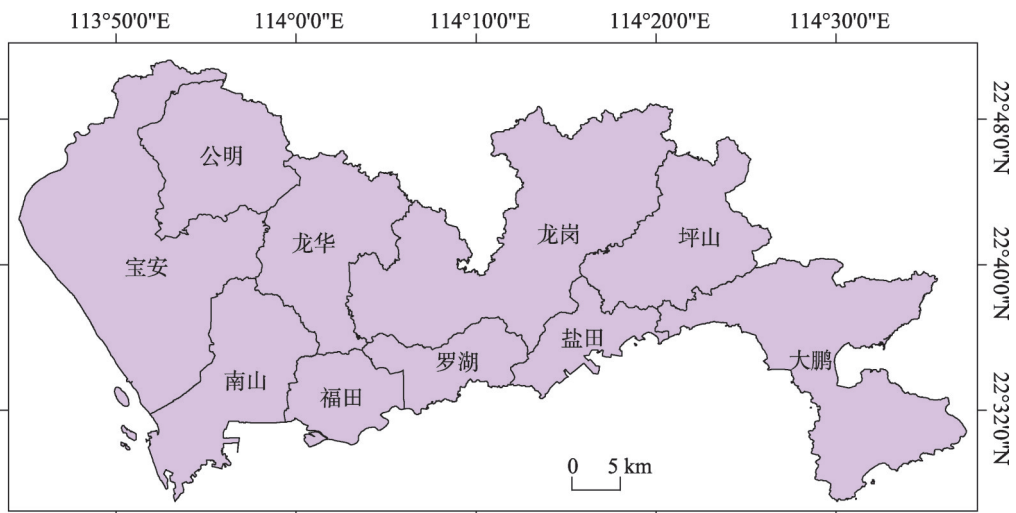 113°50'0"E
114°0'0"E
114°10'0"E
114°20'0"E
114°30'0"E
22°48'0"N
22°40'0"N
22°32'0"N
公明
龙华
龙岗
坪山
宝安
盐田
罗湖
大鹏
南山
福田
0 5 km